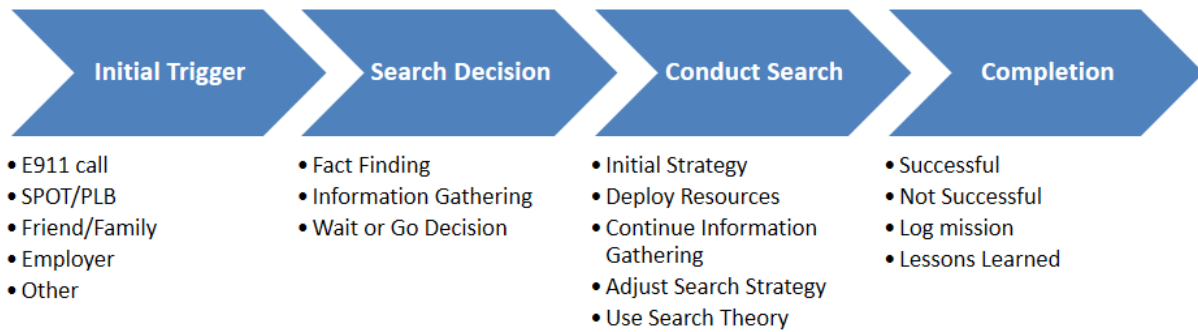 Initial Trigger
Search Decision
Conduct Search
Completion
• E911 call
• SPOT/PLB
• Friend/Family
• Employer
• Other
• Fact Finding
• Information Gathering
• Wait or Go Decision
• Initial Strategy
• Deploy Resources
• Continue Information
Gathering
• Adjust Search Strategy
• Use Search Theory
• Successful
• Not Successful
• Log mission
• Lessons Learned